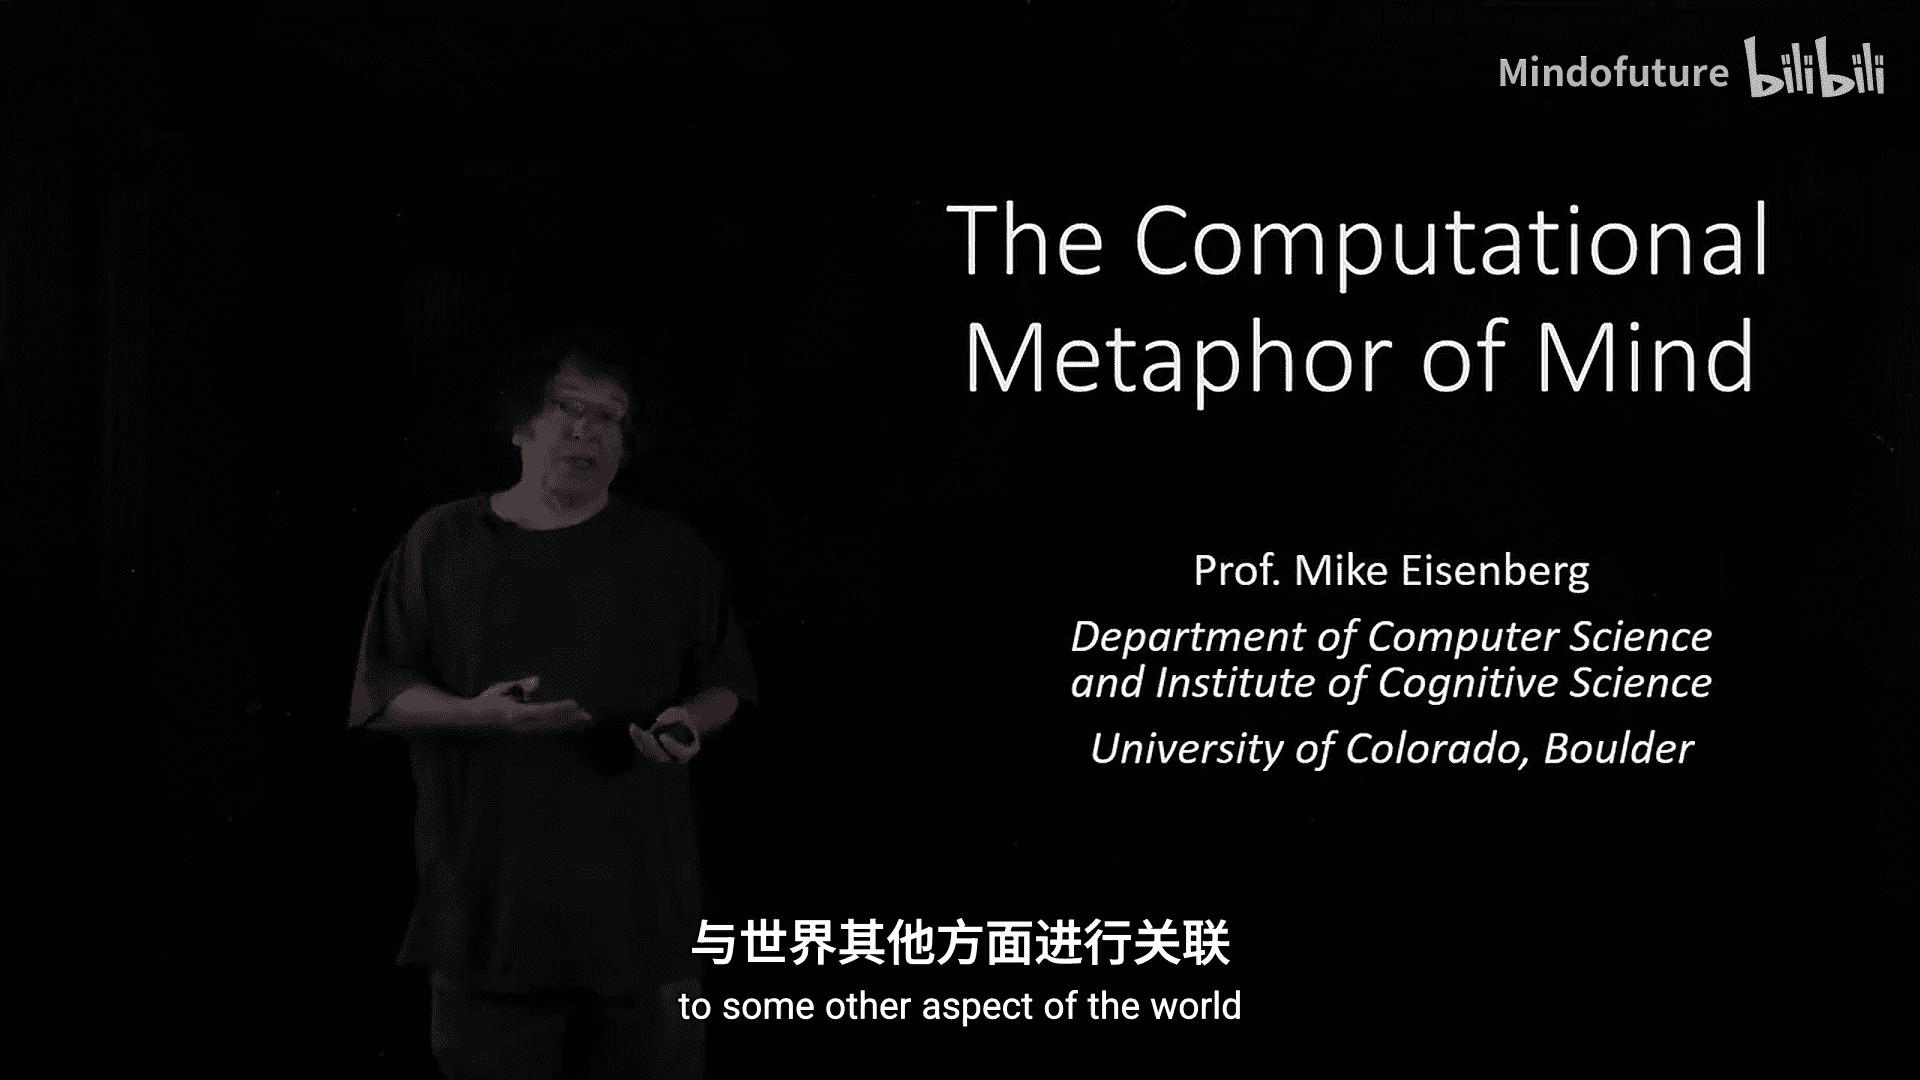 Mindofuture bilibili
The Computational
Metaphor of Mind
Prof. Mike Eisenberg
Department of Computer Science
and Institute of Cognitive Science
University of Colorado, Boulder
与世界其他方面进行关联
to some other aspect of the world